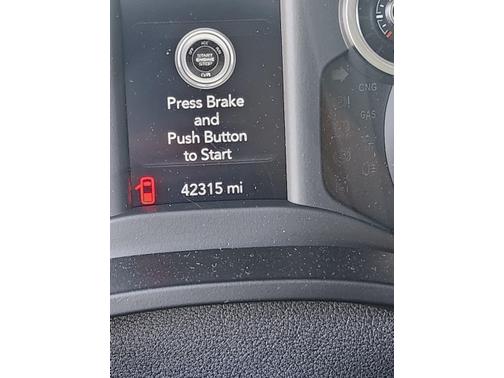 START
ENGINE
STOP
Press Brake
and
Push Button
to Start
42315 mi
CNG
GAS